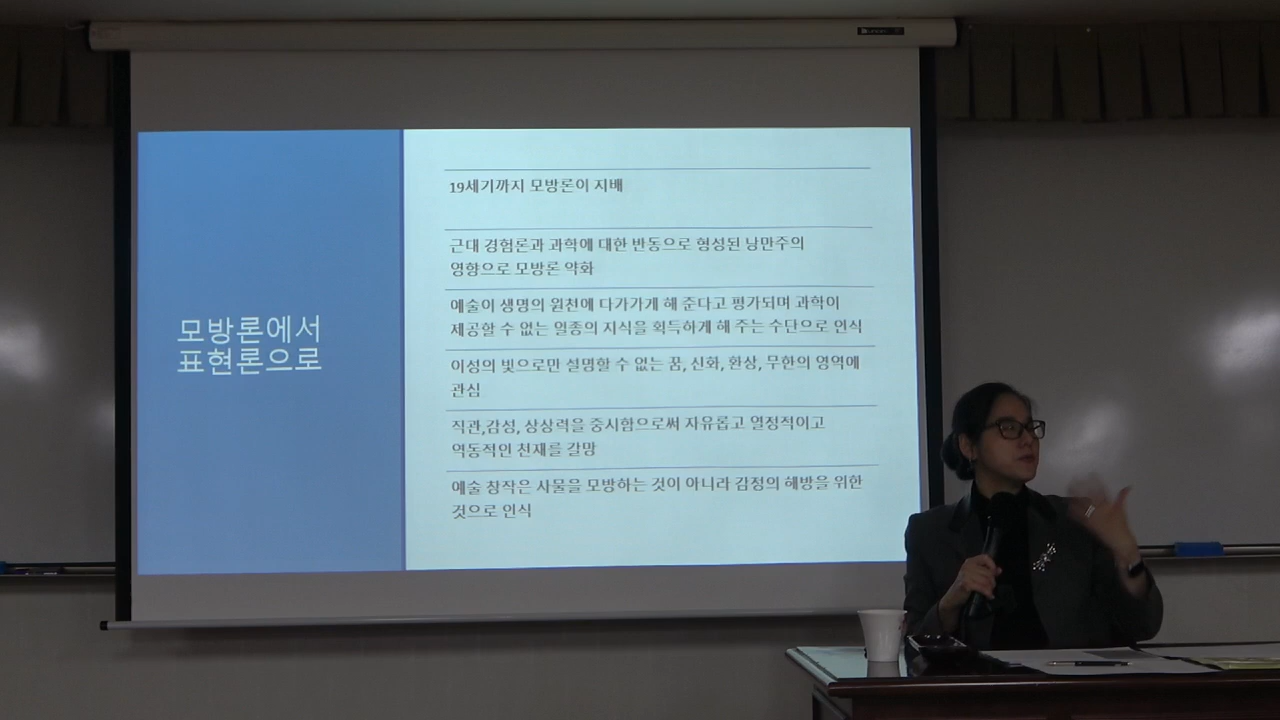 모방론에서
표현론으로
19세기까지 모방론이 지배
근대 경험론과 과학에 대한 반동으로 형성된 낭만주의
영향으로 모방론 약화
예술이 생명의 원천에 다가가게 해 준다고 평가되며 과학이
제공할 수 없는 일종의 지식을 획득하게 해 주는 수단으로 인식
이성의 빛으로만 설명할 수 없는 꿈, 신화, 환상, 무한의 영역에
관심
직관,감성, 상상력을 중시함으로써 자유롭고 열정적이고
역동적인 천재를 갈망
예술 창작은 사물을 모방하는 것이 아니라 감정의 해방을 위한
것으로 인식